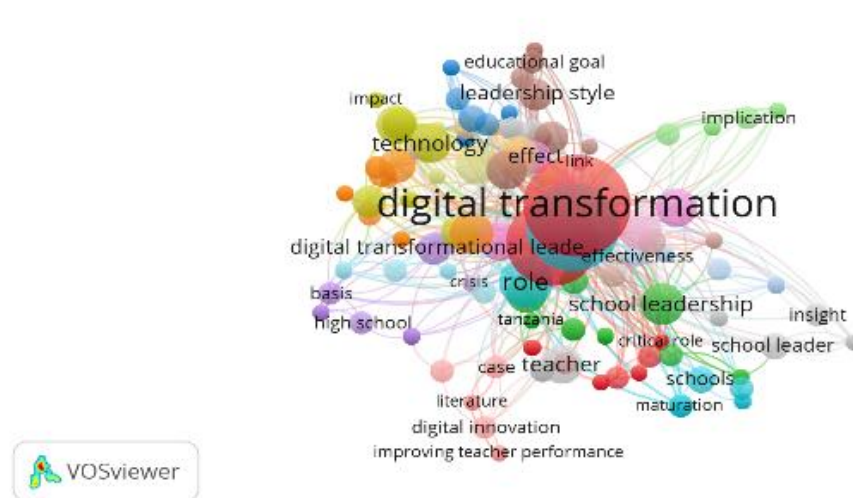 educational goal
leadership style
impact
implication
technology
effect
link
digital transformation
digital transformational leade
effectiveness
crisis
role
basis
school leadership
high school
tanzania
insight
critical role
school leader
case
teacher
schools
literature
maturation
digital innovation
improving teacher performance
VOSviewer